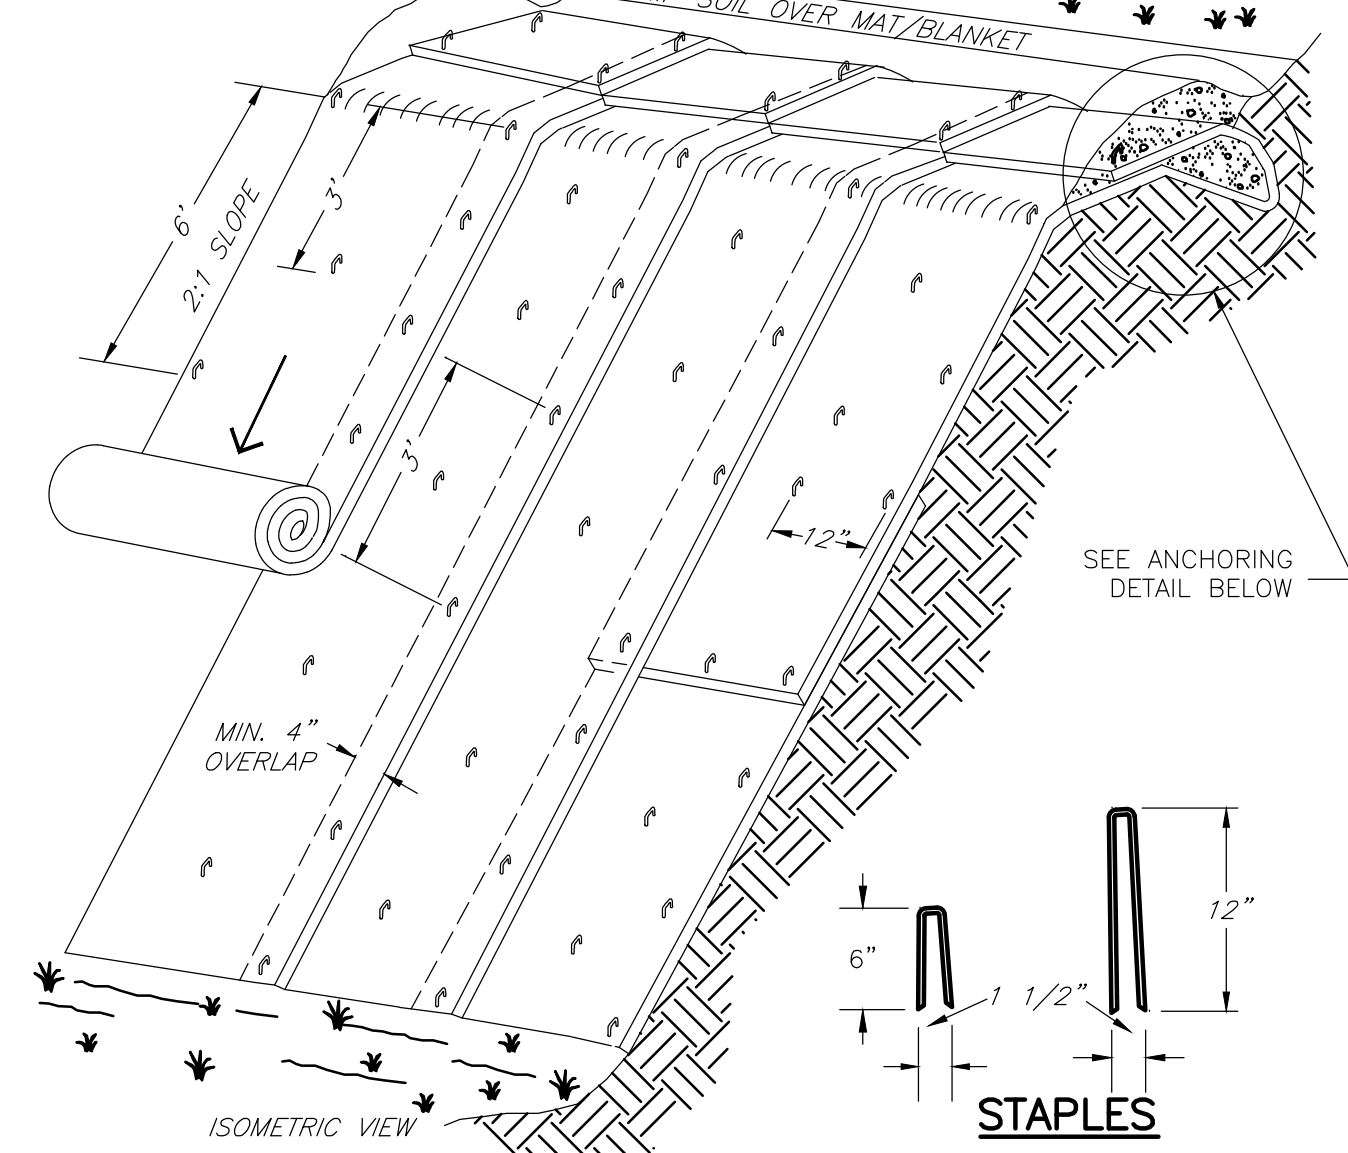 SOIL OVER MAT/BLANKET
6'
2:1 SLOPE
3'
3'
12"
SEE ANCHORING
DETAIL BELOW
MIN. 4"
OVERLAP
6"
1 1/2"
12"
STAPLES
ISOMETRIC VIEW